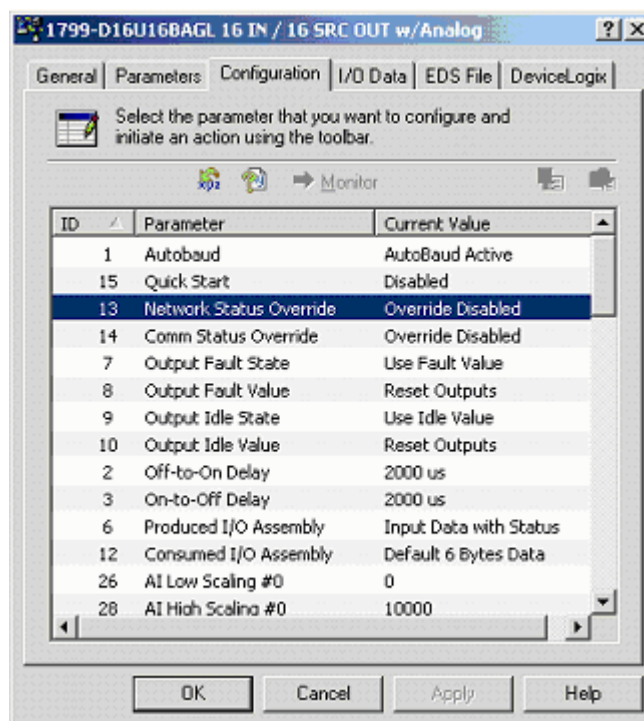 1799-D16U16BAGL 16 IN / 16 SRC OUT w/Analog
General Parameters Configuration I/O Data EDS File DeviceLogix
Select the parameter that you want to configure and
initiate an action using the toolbar.
Monitor
ID Parameter Current Value
1 Autobaud AutoBaud Active
15 Quick Start Disabled
13 Network Status Override Override Disabled
14 Comm Status Override Override Disabled
7 Output Fault State Use Fault Value
8 Output Fault Value Reset Outputs
9 Output Idle State Use Idle Value
10 Output Idle Value Reset Outputs
2 Off-to-On Delay 2000 us
3 On-to-Off Delay 2000 us
6 Produced I/O Assembly Input Data with Status
12 Consumed I/O Assembly Default 6 Bytes Data
26 AI Low Scaling #0 0
28 AI High Scaling #0 10000
OK Cancel Apply Help